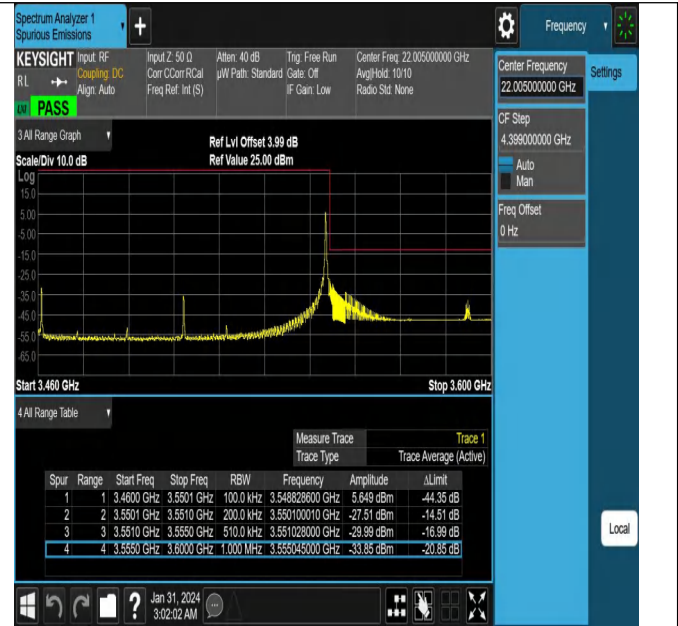 Spectrum Analyzer 1
Spurious Emissions
+
Frequency
KEYSIGHT
RL
PASS
Input: RF
Coupling: DC
Align: Auto
Input Z: 50 Ω
Corr CCorr RCal
Freq Ref: Int (S)
Atten: 40 dB
µW Path: Standard
Trig: Free Run
Gate: Off
IF Gain: Low
Center Freq: 22.005000000 GHz
Avg|Hold: 10/10
Radio Std: None
Center Frequency
22.005000000 GHz
Settings
CF Step
4.399000000 GHz
Auto
Man
Freq Offset
0 Hz
3 All Range Graph
Scale/Div 10.0 dB
Ref Lvl Offset 3.99 dB
Ref Value 25.00 dBm
Log
15.0
5.00
-5.00
-15.0
-25.0
-35.0
-45.0
-55.0
-65.0
Start 3.460 GHz
Stop 3.600 GHz
4 All Range Table
Measure Trace Trace 1
Trace Type Trace Average (Active)
Spur Range Start Freq Stop Freq RBW Frequency Amplitude ΔLimit
1 1 3.4600 GHz 3.5501 GHz 100.0 kHz 3.548828600 GHz 5.649 dBm -44.35 dB
2 2 3.5501 GHz 3.5510 GHz 200.0 kHz 3.550100010 GHz -27.51 dBm -14.51 dB
3 3 3.5510 GHz 3.5550 GHz 510.0 kHz 3.551028000 GHz -29.99 dBm -16.99 dB
4 4 3.5550 GHz 3.6000 GHz 1.000 MHz 3.555045000 GHz -33.85 dBm -20.85 dB
Local
?
Jan 31, 2024
3:02:02 AM